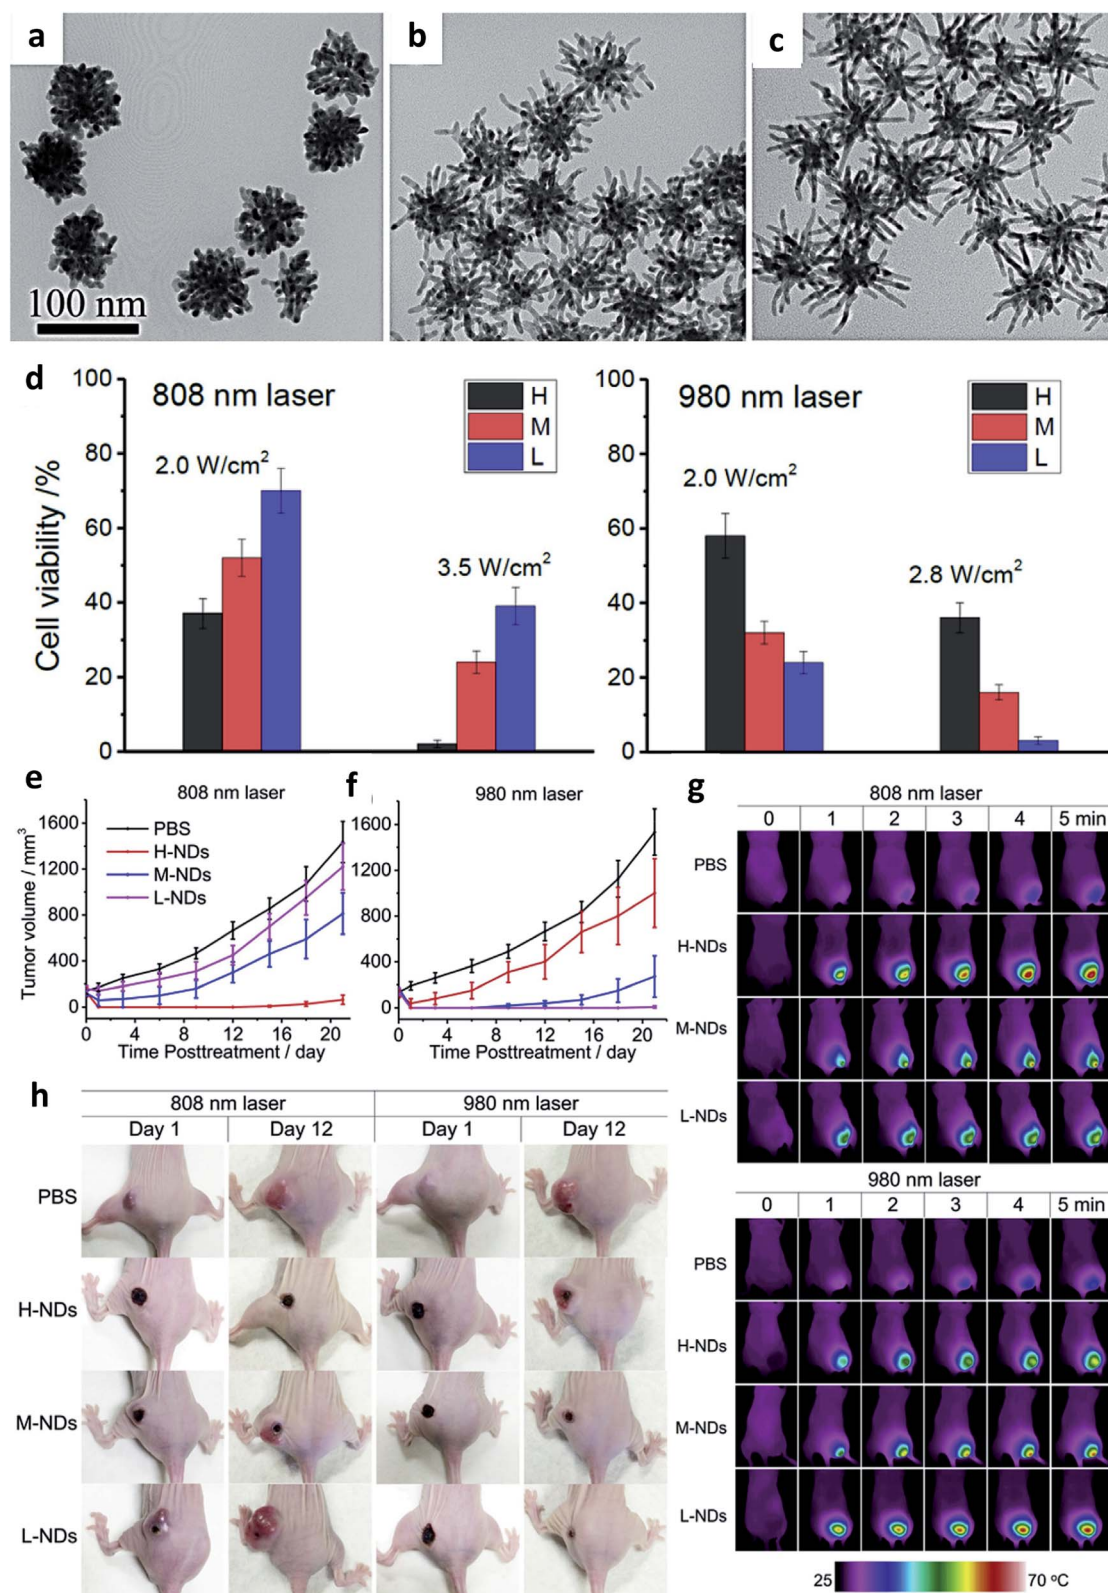 a
b
c
100 nm
d
100
80
60
40
20
0
Cell viability /%
808 nm laser
2.0 W/cm²
3.5 W/cm²
H
M
L
100
80
60
40
20
0
980 nm laser
2.0 W/cm²
2.8 W/cm²
H
M
L
e
808 nm laser
1600
1200
800
400
0
Tumor volume / mm³
PBS
H-NDs
M-NDs
L-NDs
0 4 8 12 16 20
Time Posttreatment / day
f
980 nm laser
1600
1200
800
400
0
0 4 8 12 16 20
Time Posttreatment / day
g
808 nm laser
0 1 2 3 4 5 min
PBS
H-NDs
M-NDs
L-NDs
980 nm laser
0 1 2 3 4 5 min
PBS
H-NDs
M-NDs
L-NDs
25 70 ºC
h
808 nm laser 980 nm laser
Day 1 Day 12 Day 1 Day 12
PBS
H-NDs
M-NDs
L-NDs